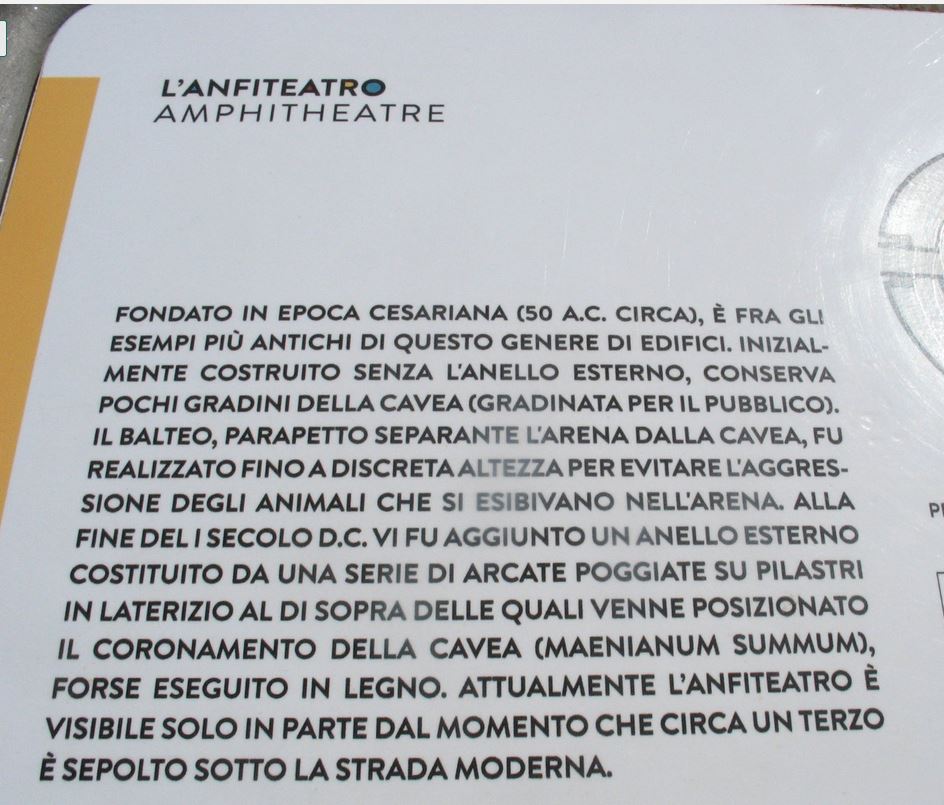 L'ANFITEATRO
AMPHITHEATRE
FONDATO IN EPOCA CESARIANA (50 A.C. CIRCA), È FRA GLI
ESEMPI PIÙ ANTICHI DI QUESTO GENERE DI EDIFICI. INIZIAL-
MENTE COSTRUITO SENZA L'ANELLO ESTERNO, CONSERVA
POCHI GRADINI DELLA CAVEA (GRADINATA PER IL PUBBLICO).
IL BALTEO, PARAPETTO SEPARANTE L'ARENA DALLA CAVEA, FU
REALIZZATO FINO A DISCRETA ALTEZZA PER EVITARE L'AGGRES-
SIONE DEGLI ANIMALI CHE SI ESIBIVANO NELL'ARENA. ALLA
FINE DEL I SECOLO D.C. VI FU AGGIUNTO UN ANELLO ESTERNO
COSTITUITO DA UNA SERIE DI ARCATE POGGIATE SU PILASTRI
IN LATERIZIO AL DI SOPRA DELLE QUALI VENNE POSIZIONATO
IL CORONAMENTO DELLA CAVEA (MAENIANUM SUMMUM),
FORSE ESEGUITO IN LEGNO. ATTUALMENTE L'ANFITEATRO È
VISIBILE SOLO IN PARTE DAL MOMENTO CHE CIRCA UN TERZO
È SEPOLTO SOTTO LA STRADA MODERNA.